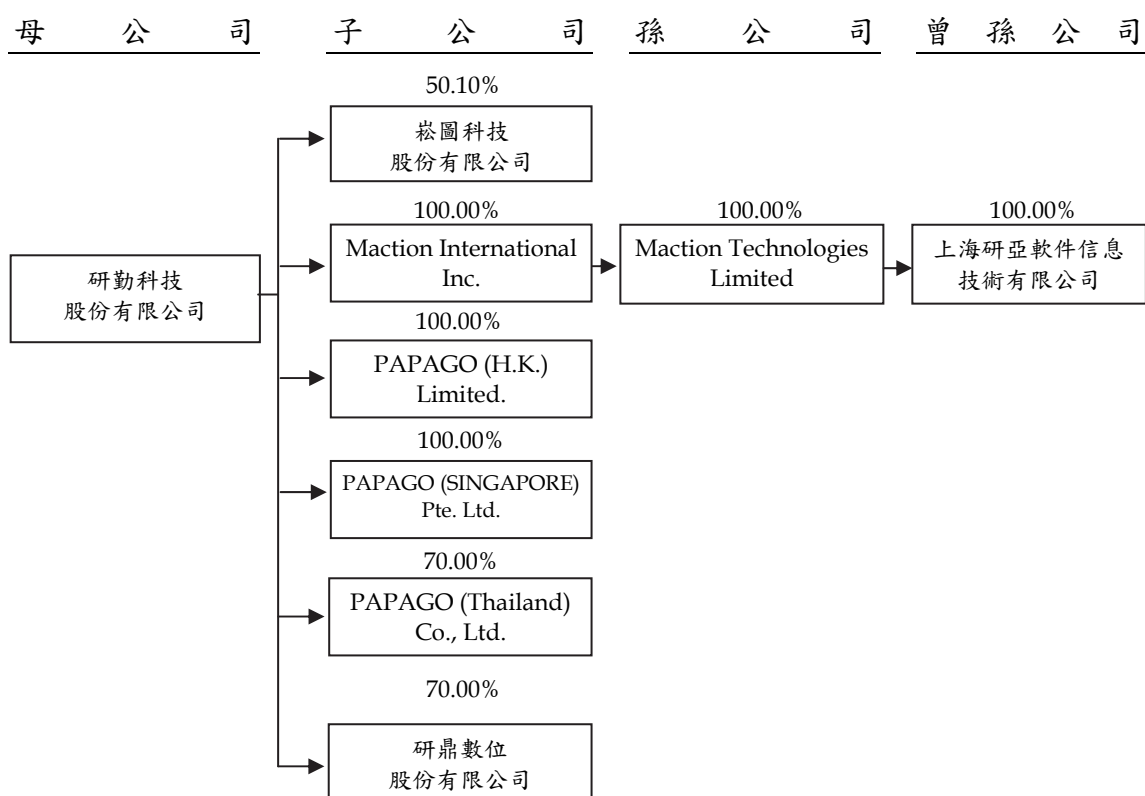 母公司 子公司 孫公司 曾孫公司
50.10%
崧圖科技
股份有限公司
100.00%
Maction International
Inc.
100.00%
Maction Technologies
Limited
100.00%
上海研亞軟件信息
技術有限公司
研勤科技
股份有限公司
100.00%
PAPAGO (H.K.)
Limited.
100.00%
PAPAGO (SINGAPORE)
Pte. Ltd.
70.00%
PAPAGO (Thailand)
Co., Ltd.
70.00%
研鼎數位
股份有限公司